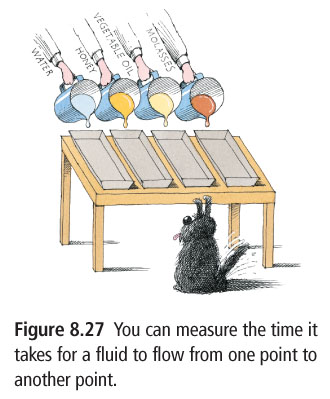 WATER
HONEY
VEGETABLE OIL
MOLASSES
Figure 8.27 You can measure the time it
takes for a fluid to flow from one point to
another point.